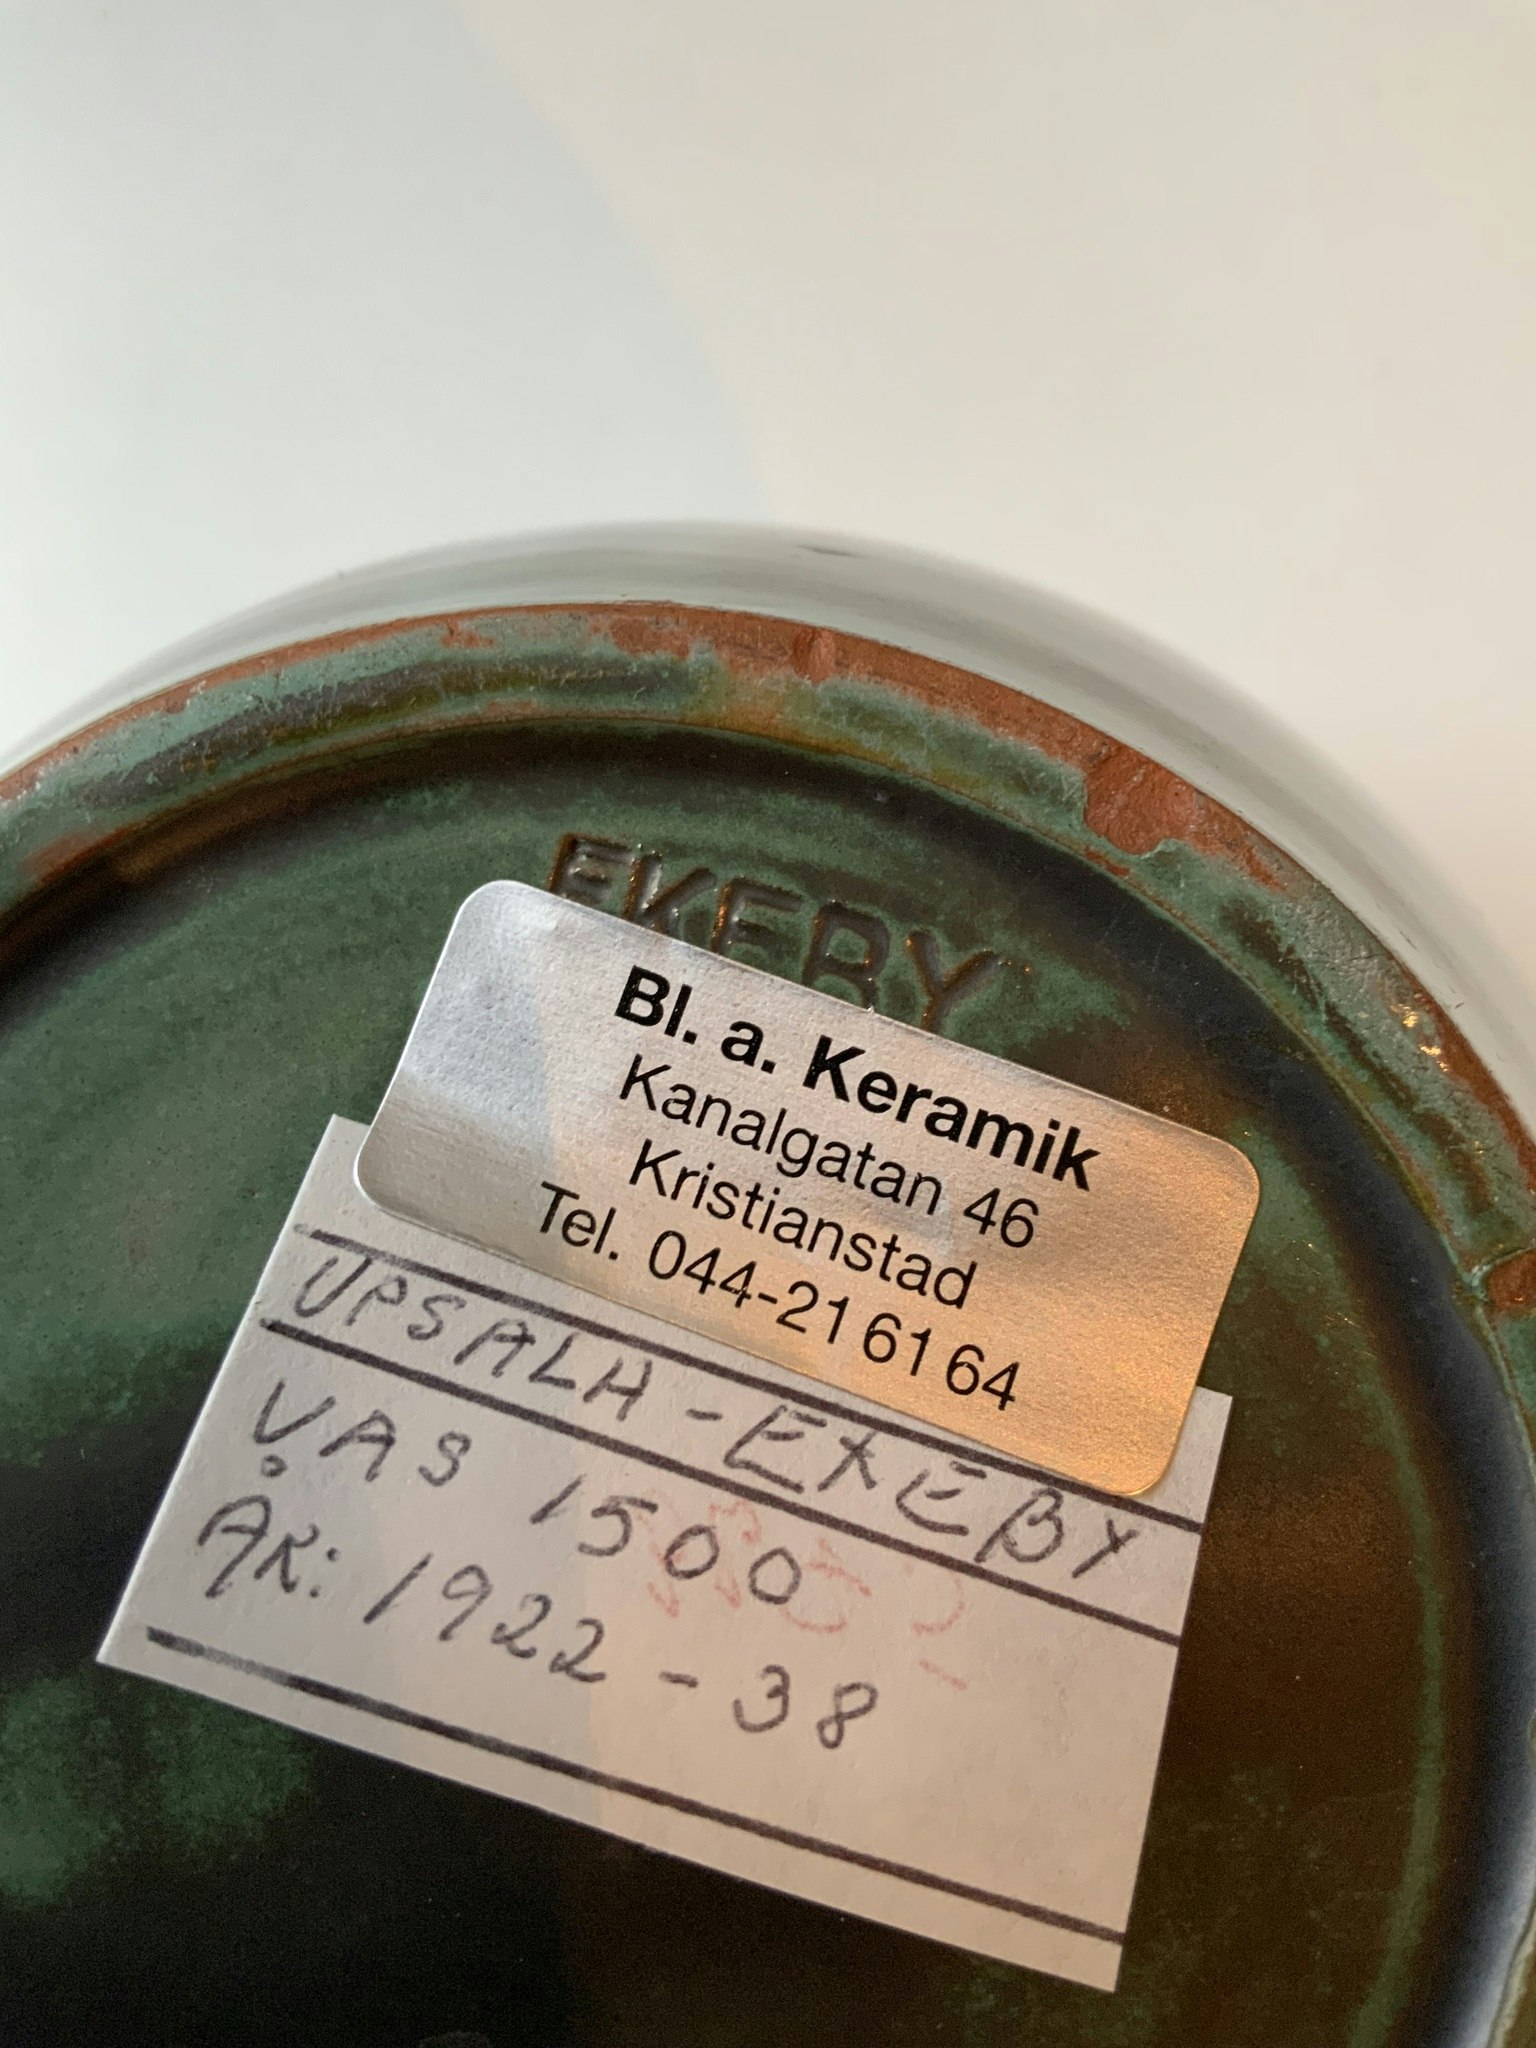 EKEBY
Bl. a. Keramik
Kanalgatan 46
Kristianstad
Tel. 044-21 61 64
UPSALA-EKEBY
VAS 1500
ÅR: 1922-38